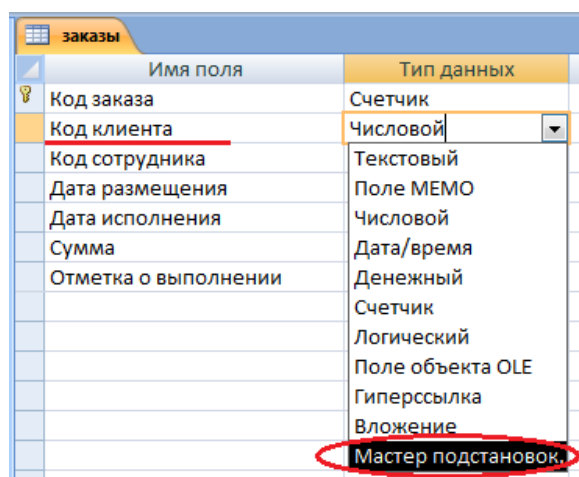 заказы
Имя поля Тип данных
Код заказа Счетчик
Код клиента Числовой
Код сотрудника Текстовый
Дата размещения Поле МЕМО
Дата исполнения Числовой
Сумма Дата/время
Отметка о выполнении Денежный
Счетчик
Логический
Поле объекта OLE
Гиперссылка
Вложение
Мастер подстановок.